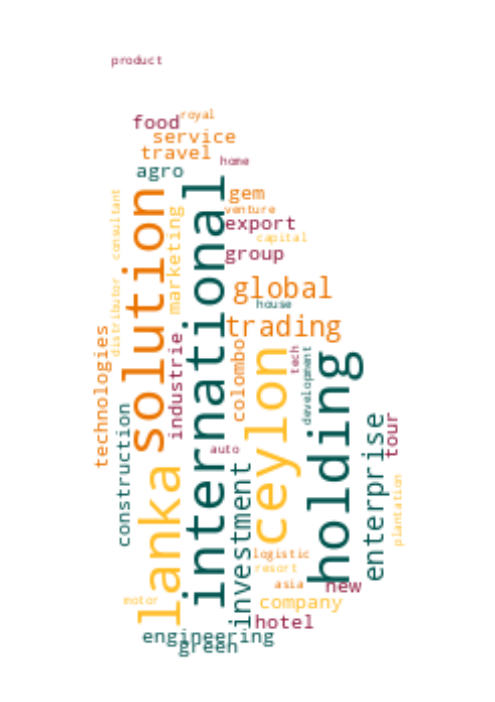 product
royal
food
service
travel
home
agro
gem
solution
international
consultant
marketing
venture
export
capital
group
global
house
distributor
trading
technologies
industrie
colombo
ceylon
tech
development
holding
construction
enterprise
tour
auto
lanka
investment
plantation
logistic
resort
asia
new
motor
company
hotel
engineering
green